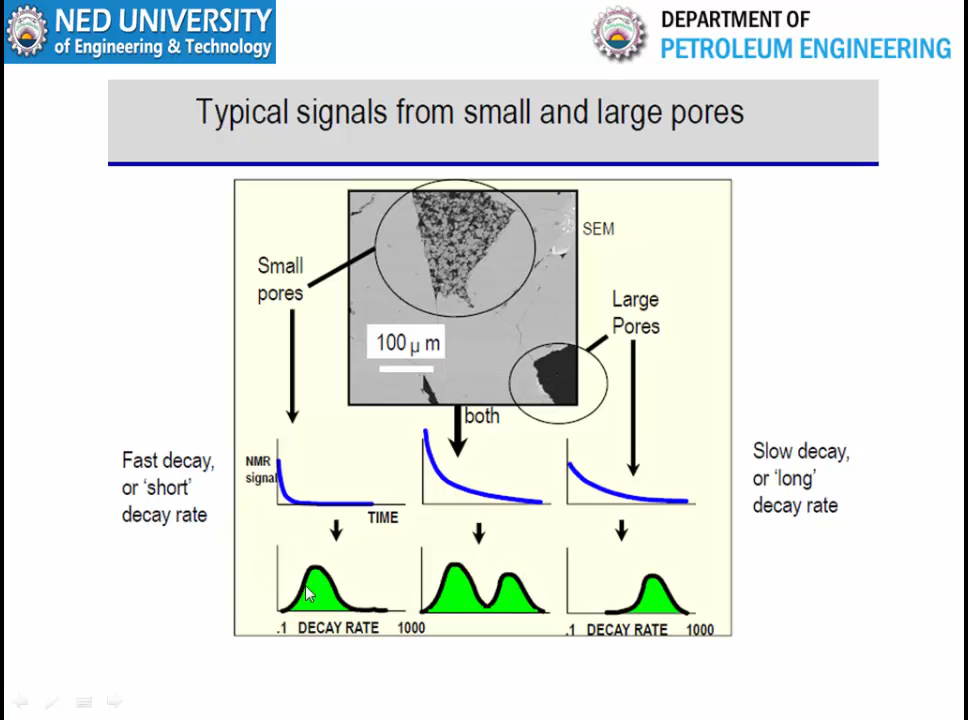 NED UNIVERSITY
of Engineering & Technology
DEPARTMENT OF
PETROLEUM ENGINEERING
Typical signals from small and large pores
SEM
Small
pores
Large
Pores
100 µ m
both
Fast decay,
or ‘short’
decay rate
NMR
signal
TIME
Slow decay,
or ‘long’
decay rate
.1 DECAY RATE 1000
.1 DECAY RATE 1000